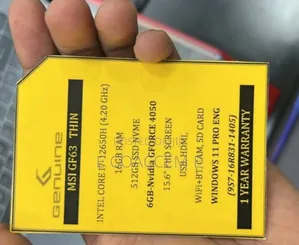 Genuine
MSI GF63 THIN
INTEL CORE I7-12650H (4.20 GHz)
16GB RAM
512GB SSD NVME
6GB-Nvidia GFORCE 4050
15.6" FHD SCREEN
USB,HDMI,
WiFi+BT/CAM, SD CARD
WINDOWS 11 PRO ENG
(9S7-16R831-1405)
1 YEAR WARRANTY